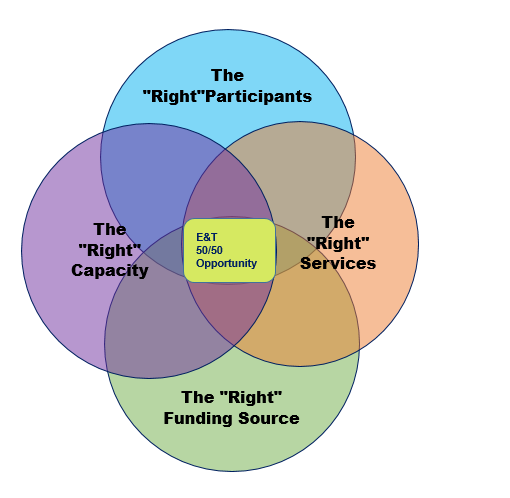 The
"Right"Participants
The
"Right"
Capacity
E&T
50/50
Opportunity
The
"Right"
Services
The "Right"
Funding Source